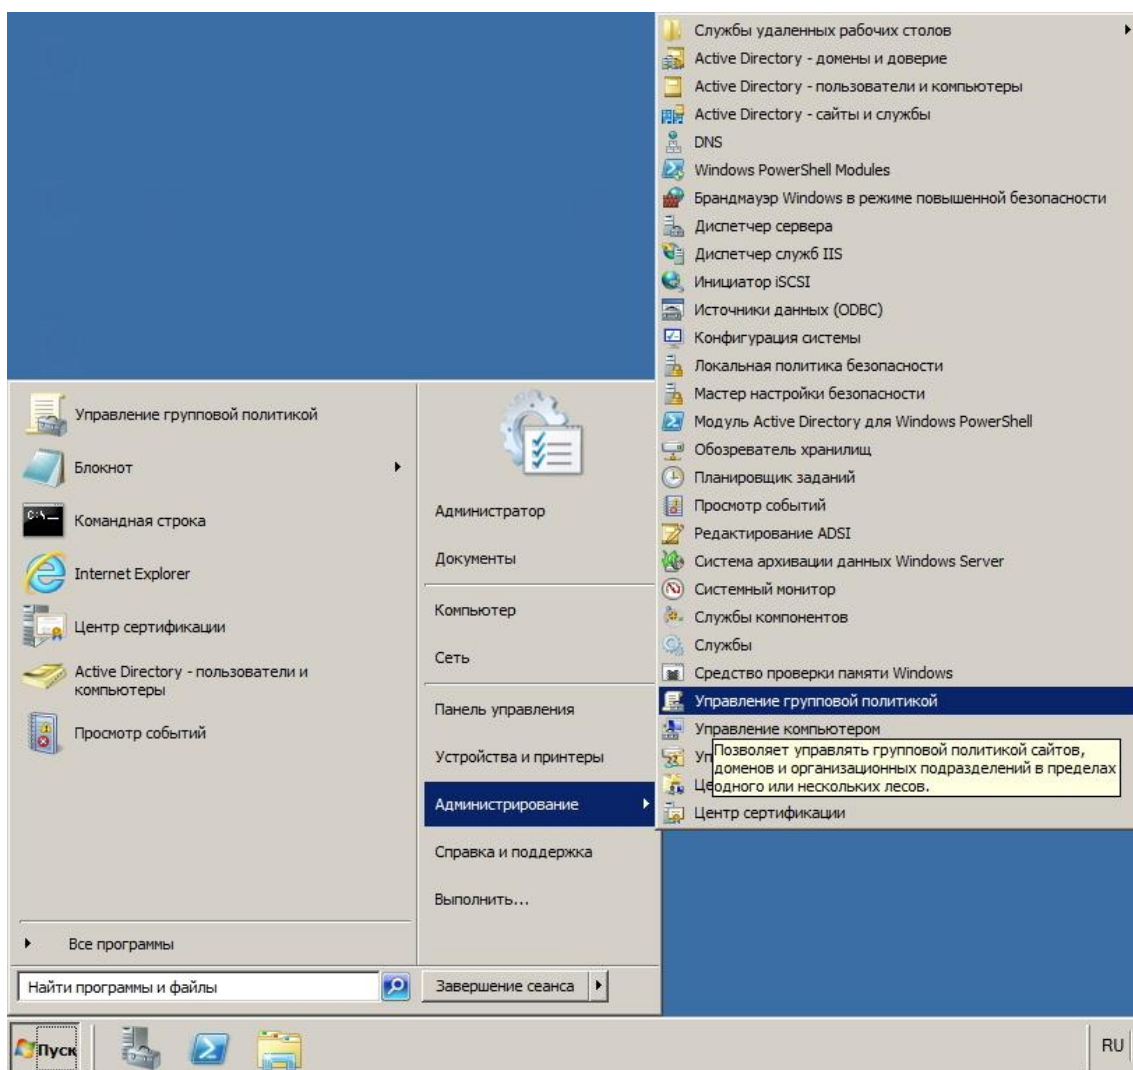 Службы удаленных рабочих столов
Active Directory - домены и доверие
Active Directory - пользователи и компьютеры
Active Directory - сайты и службы
DNS
Windows PowerShell Modules
Брандмауэр Windows в режиме повышенной безопасности
Диспетчер сервера
Диспетчер служб IIS
Инициатор iSCSI
Источники данных (ODBC)
Конфигурация системы
Локальная политика безопасности
Мастер настройки безопасности
Модуль Active Directory для Windows PowerShell
Обозреватель хранилищ
Планировщик заданий
Просмотр событий
Редактирование ADSI
Система архивации данных Windows Server
Системный монитор
Службы компонентов
Службы
Средство проверки памяти Windows
Управление групповой политикой
Управление компьютером
Позволяет управлять групповой политикой сайтов,
доменов и организационных подразделений в пределах
одного или нескольких лесов.
Центр сертификации
Управление групповой политикой
Блокнот
C:\
Командная строка
Internet Explorer
Центр сертификации
Active Directory - пользователи и
компьютеры
Просмотр событий
Все программы
Найти программы и файлы
Администратор
Документы
Компьютер
Сеть
Панель управления
Устройства и принтеры
Администрирование
Справка и поддержка
Выполнить...
Завершение сеанса
Пуск
RU